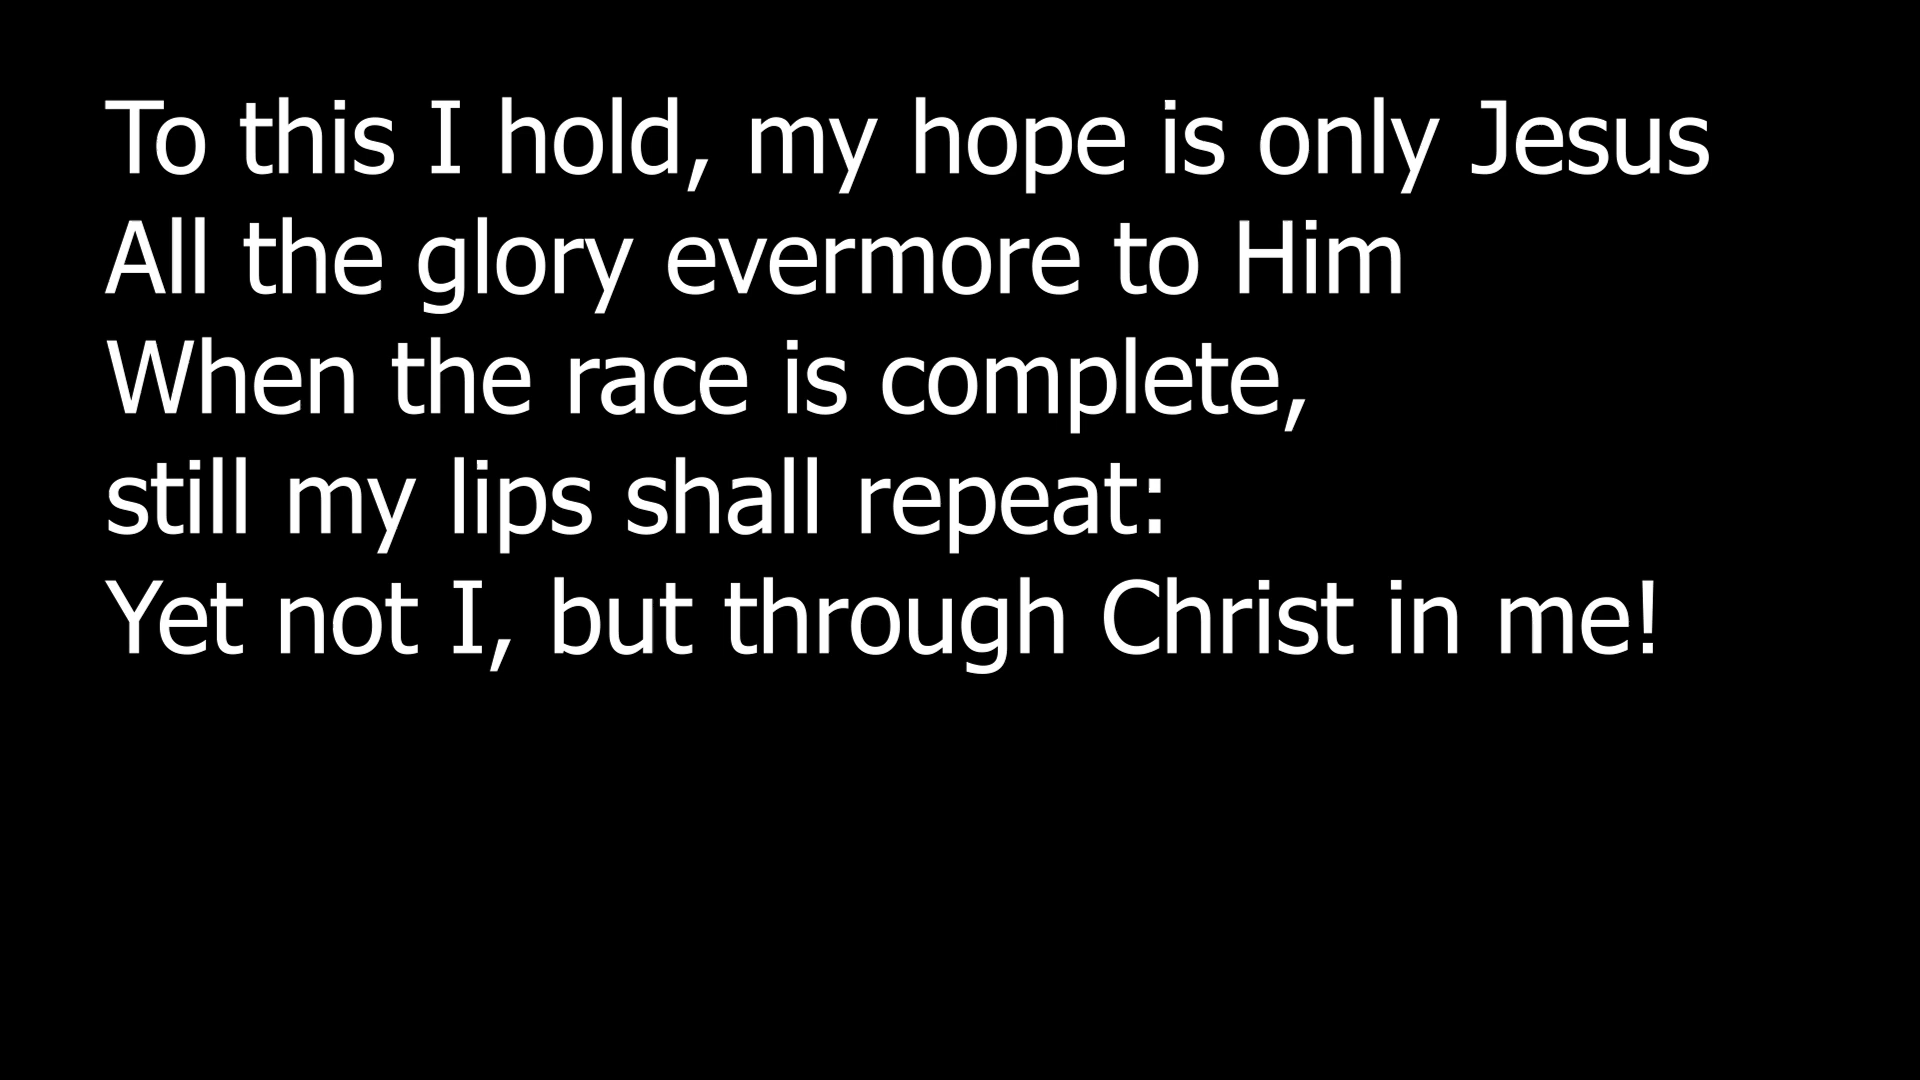 To this I hold, my hope is only Jesus
All the glory evermore to Him
When the race is complete,
still my lips shall repeat:
Yet not I, but through Christ in me!